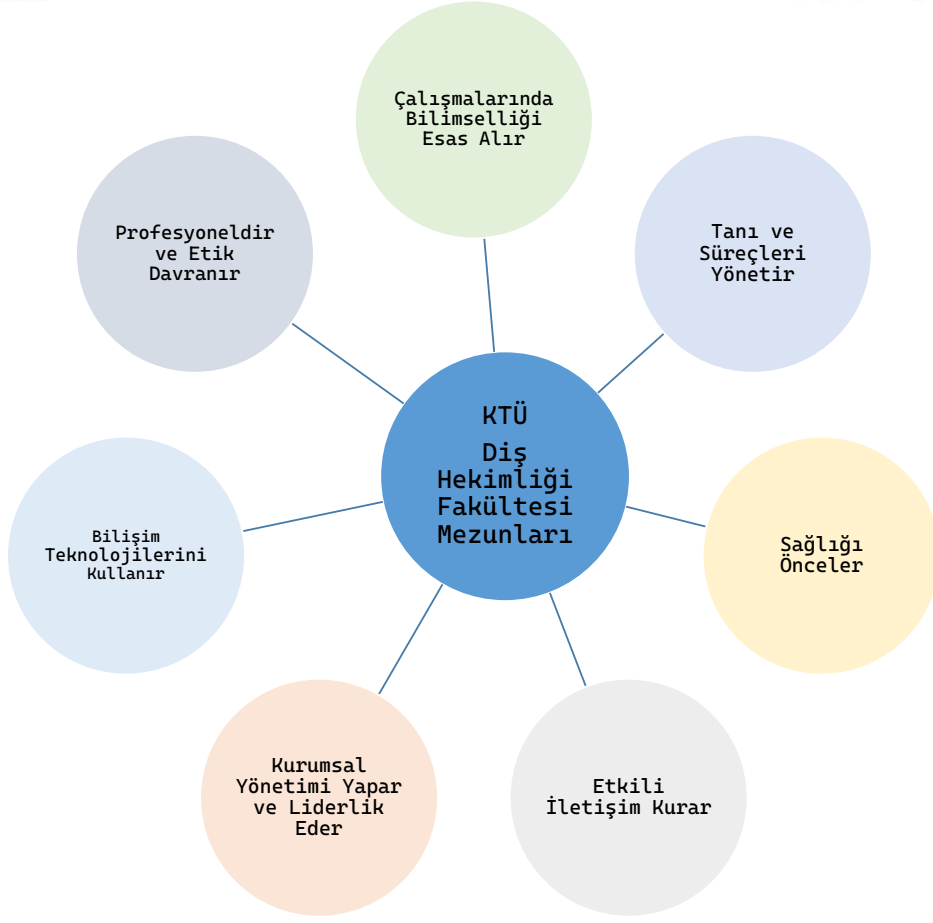 Çalışmalarında
Bilimselliği
Esas Alır
Profesyoneldir
ve Etik
Davranır
Tanı ve
Süreçleri
Yönetir
KTÜ
Diş
Hekimliği
Fakültesi
Mezunları
Bilişim
Teknolojilerini
Kullanır
Sağlığı
Önceler
Kurumsal
Yönetimi Yapar
ve Liderlik
Eder
Etkili
İletişim Kurar